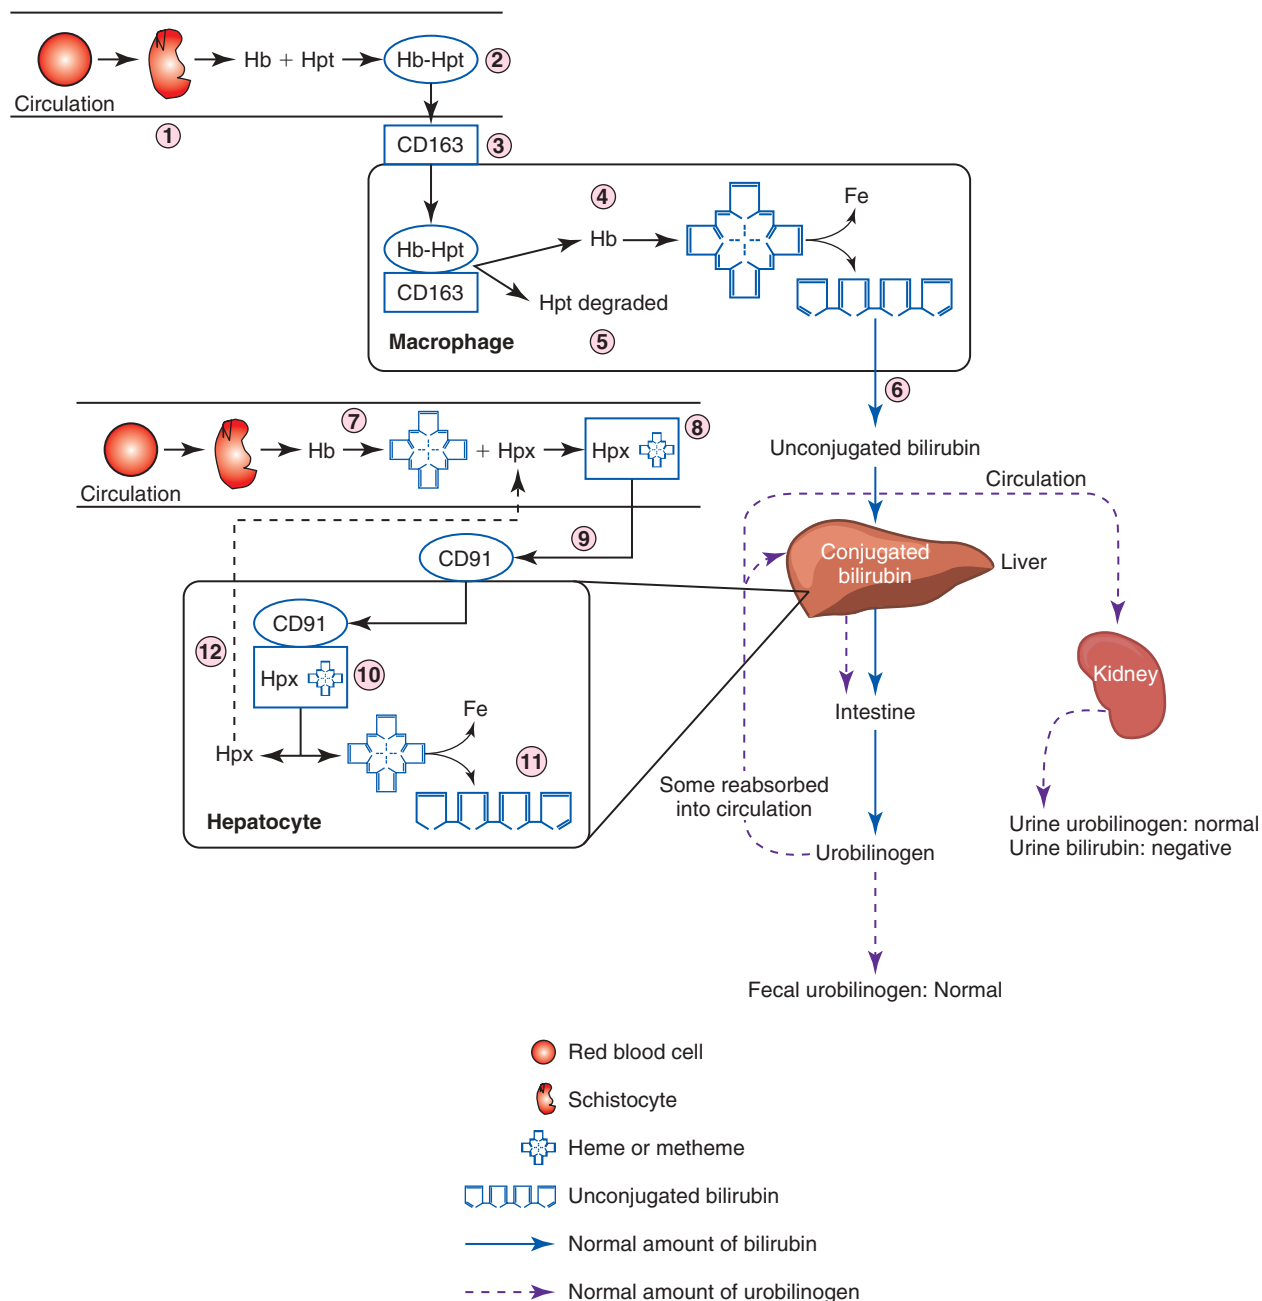 Circulation
Hb + Hpt
Hb-Hpt
2
1
CD163
3
4
Hb-Hpt
Hb
Fe
CD163
Hpt degraded
Macrophage
5
6
7
Circulation
Hb
+ Hpx
Hpx
8
Unconjugated bilirubin
Circulation
9
CD91
Conjugated
bilirubin
Liver
CD91
12
Hpx
10
Kidney
Hpx
Fe
11
Intestine
Hepatocyte
Some reabsorbed
into circulation
Urobilinogen
Urine urobilinogen: normal
Urine bilirubin: negative
Fecal urobilinogen: Normal
Red blood cell
Schistocyte
Heme or metheme
Unconjugated bilirubin
Normal amount of bilirubin
Normal amount of urobilinogen